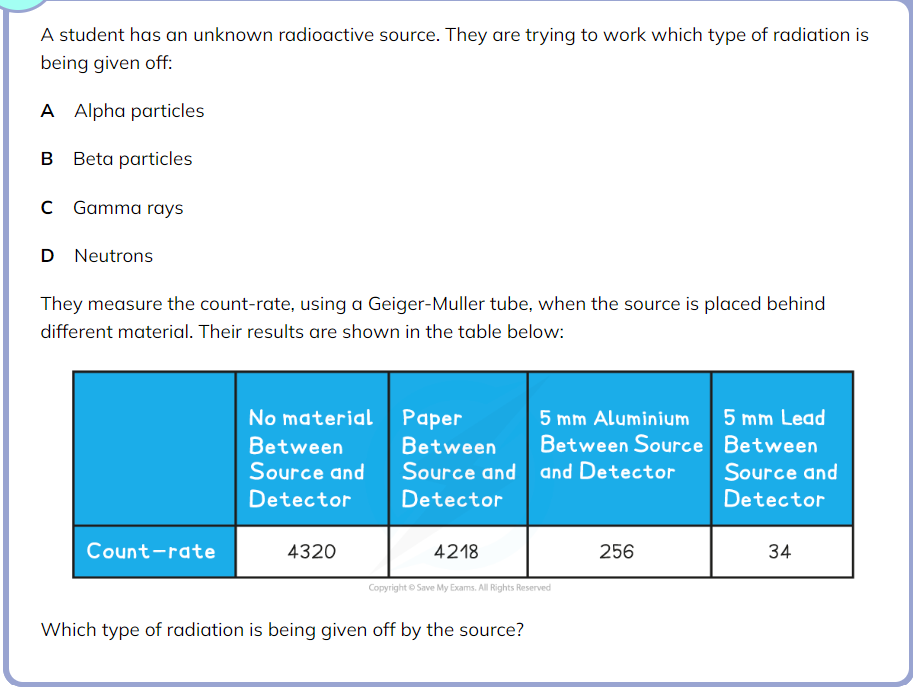 A student has an unknown radioactive source. They are trying to work which type of radiation is
being given off:
A Alpha particles
B Beta particles
C Gamma rays
D Neutrons
They measure the count-rate, using a Geiger-Muller tube, when the source is placed behind
different material. Their results are shown in the table below:
No material
Between
Source and
Detector
Paper
Between
Source and
Detector
5 mm Aluminium
Between Source
and Detector
5 mm Lead
Between
Source and
Detector
Count-rate 4320 4218 256 34
Copyright © Save My Exams. All Rights Reserved
Which type of radiation is being given off by the source?